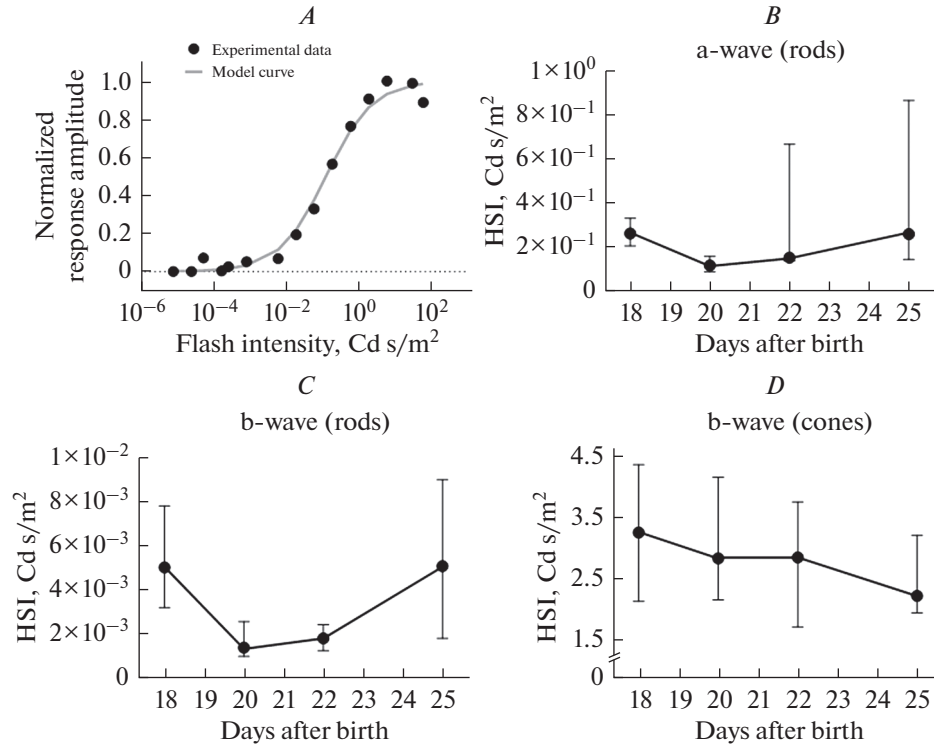 A
Experimental data
Model curve
Normalized
response amplitude
1.0
0.8
0.6
0.4
0.2
0
10⁻⁶ 10⁻⁴ 10⁻² 10⁰ 10²
Flash intensity, Cd s/m²
B
a-wave (rods)
HSI, Cd s/m²
1×10⁰
8×10⁻¹
6×10⁻¹
4×10⁻¹
2×10⁻¹
0
18 19 20 21 22 23 24 25
Days after birth
C
b-wave (rods)
HSI, Cd s/m²
1×10⁻²
8×10⁻³
6×10⁻³
4×10⁻³
2×10⁻³
0
18 19 20 21 22 23 24 25
Days after birth
D
b-wave (cones)
HSI, Cd s/m²
4.5
3.5
2.5
1.5
0
18 19 20 21 22 23 24 25
Days after birth